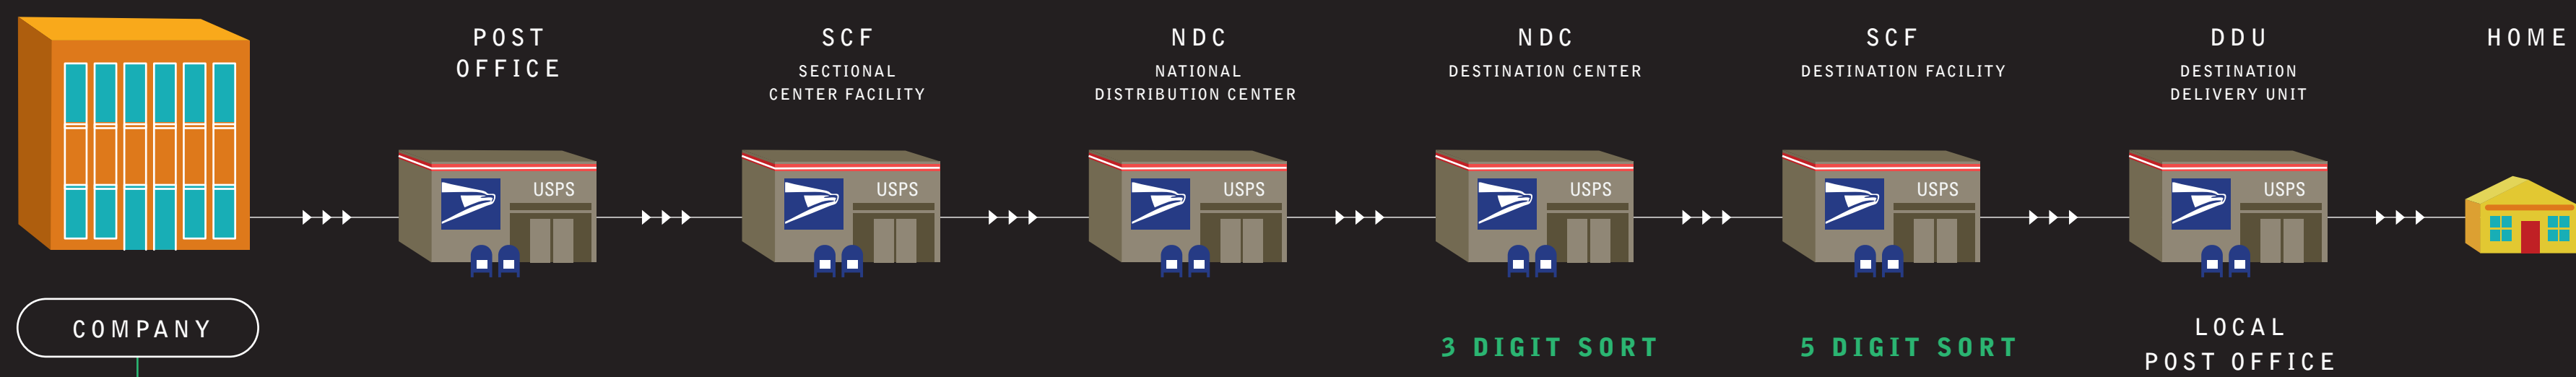 POST
OFFICE
SCF
SECTIONAL
CENTER FACILITY
NDC
NATIONAL
DISTRIBUTION CENTER
NDC
DESTINATION CENTER
SCF
DESTINATION FACILITY
DDU
DESTINATION
DELIVERY UNIT
HOME
USPS
USPS
USPS
USPS
USPS
USPS
COMPANY
3 DIGIT SORT
5 DIGIT SORT
LOCAL
POST OFFICE